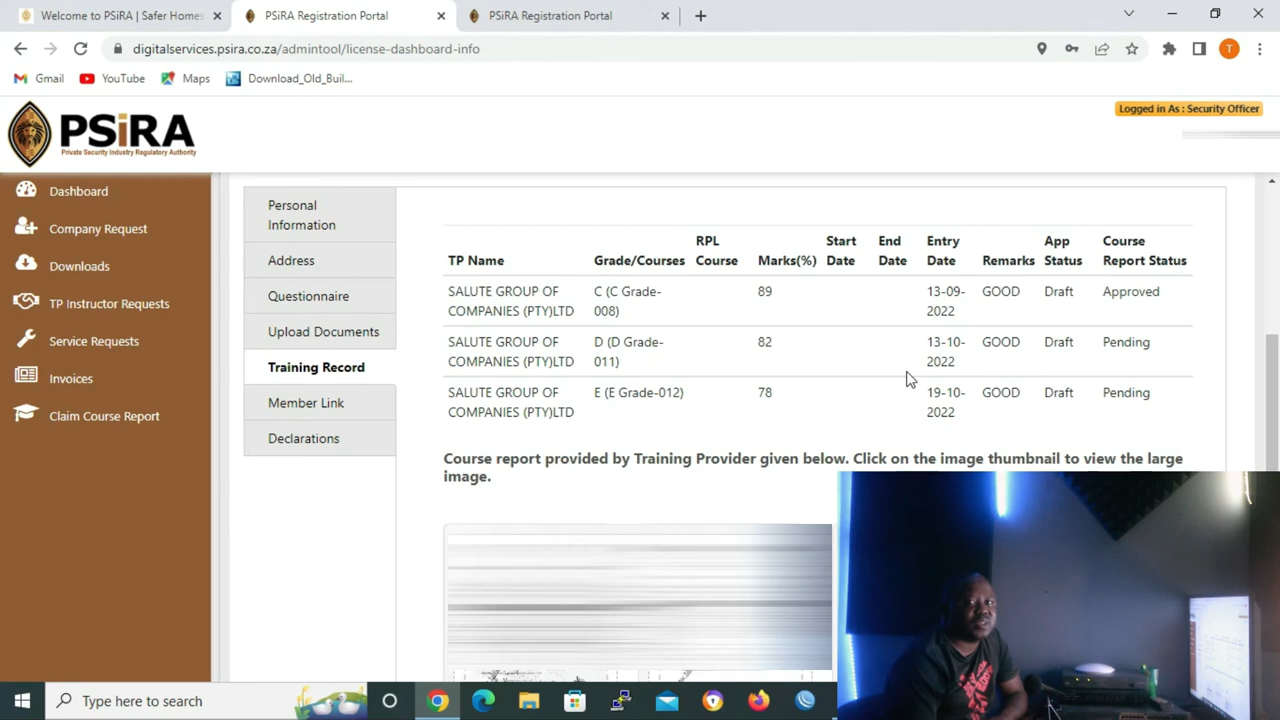 Welcome to PSiRA | Safer Homes
PSiRA Registration Portal
PSiRA Registration Portal
digitalservices.psira.co.za/admintool/license-dashboard-info
T
Gmail
YouTube
Maps
Download_Old_Buil...
PSiRA
Private Security Industry Regulatory Authority
Logged in As : Security Officer
Dashboard
Company Request
Downloads
TP Instructor Requests
Service Requests
Invoices
Claim Course Report
Personal
Information
Address
Questionnaire
Upload Documents
Training Record
Member Link
Declarations
TP Name Grade/Courses RPL Course Marks(%) Start Date End Date Entry Date Remarks App Status Course Report Status
SALUTE GROUP OF C (C Grade- 89 13-09- GOOD Draft Approved
COMPANIES (PTY)LTD 008) 2022
SALUTE GROUP OF D (D Grade- 82 13-10- GOOD Draft Pending
COMPANIES (PTY)LTD 011) 2022
SALUTE GROUP OF E (E Grade-012) 78 19-10- GOOD Draft Pending
COMPANIES (PTY)LTD 2022
Course report provided by Training Provider given below. Click on the image thumbnail to view the large
image.
Type here to search